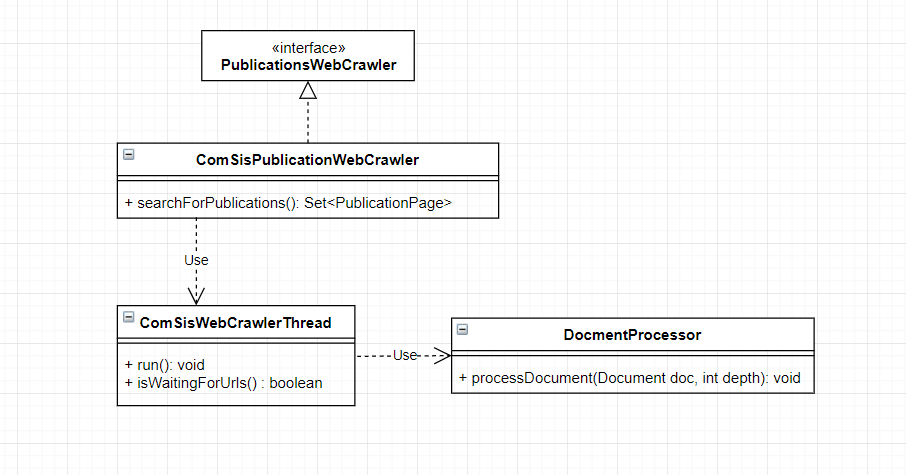 «interface»
PublicationsWebCrawler
ComSisPublicationWebCrawler
+ searchForPublications(): Set<PublicationPage>
Use
ComSisWebCrawlerThread
+ run(): void
+ isWaitingForUrls() : boolean
Use
DocmentProcessor
+ processDocument(Document doc, int depth): void